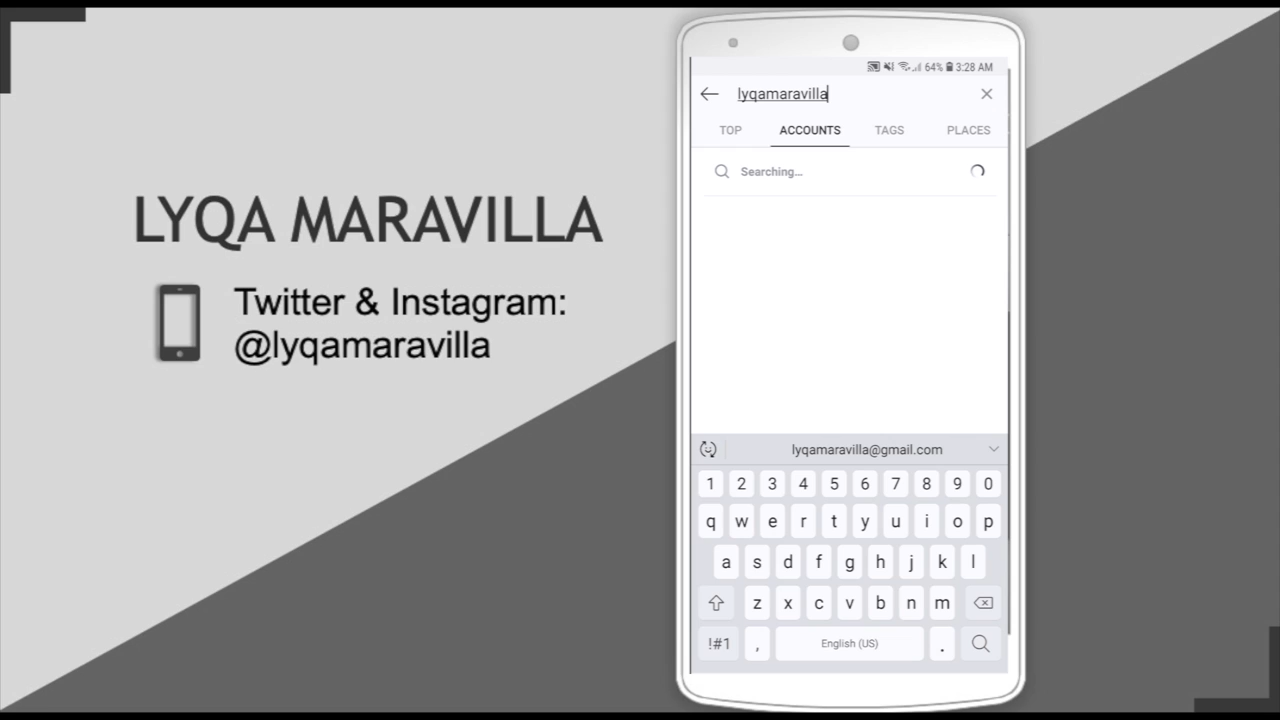 LYQA MARAVILLA
Twitter & Instagram:
@lyqamaravilla
64% 3:28 AM
lyqamaravilla
TOP ACCOUNTS TAGS PLACES
Searching...
lyqamaravilla@gmail.com
1 2 3 4 5 6 7 8 9 0
q w e r t y u i o p
a s d f g h j k l
z x c v b n m
!#1 , English (US) .